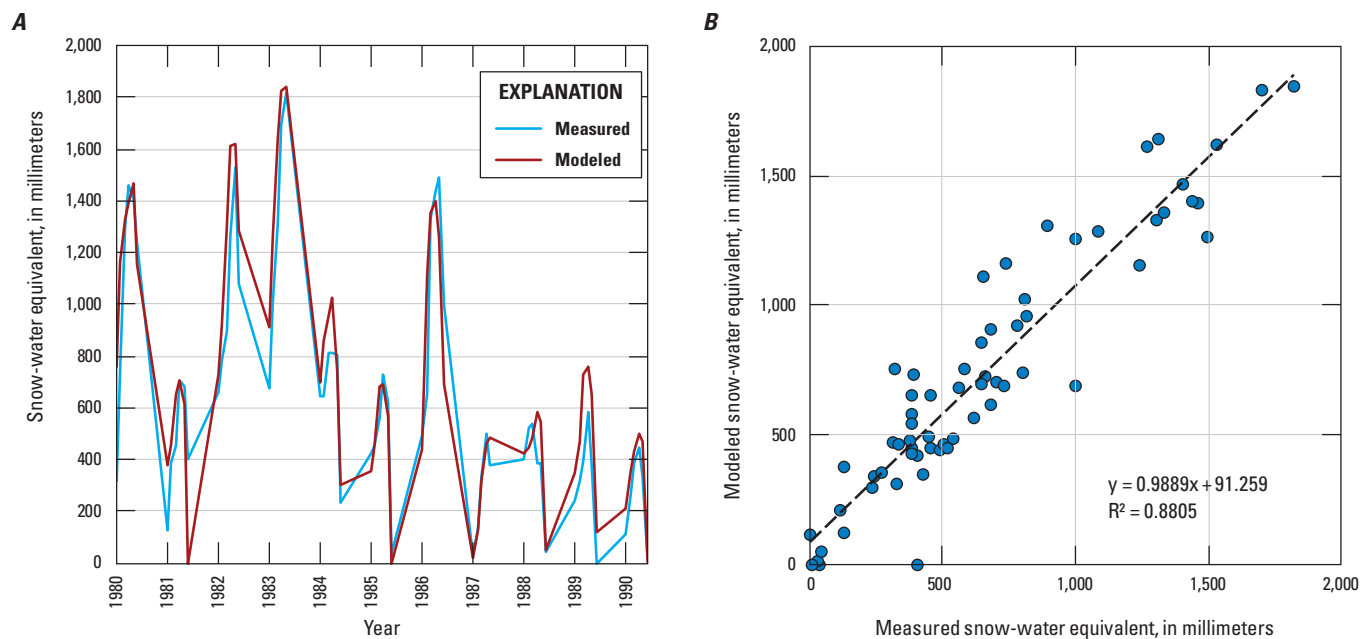 A
Snow-water equivalent, in millimeters
2,000
1,800
1,600
1,400
1,200
1,000
800
600
400
200
0
EXPLANATION
Measured
Modeled
1980
1981
1982
1983
1984
1985
1986
1987
1988
1989
1990
Year
B
Modeled snow-water equivalent, in millimeters
2,000
1,500
1,000
500
0
y = 0.9889x + 91.259
R² = 0.8805
0
500
1,000
1,500
2,000
Measured snow-water equivalent, in millimeters